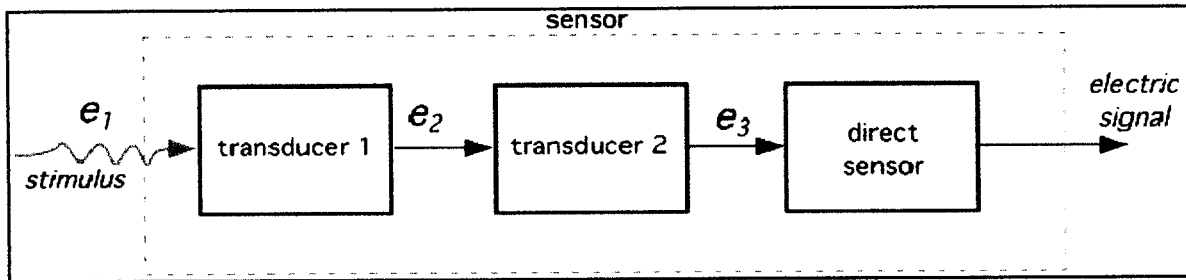 sensor
e1
stimulus
transducer 1
e2
transducer 2
e3
direct
sensor
electric
signal